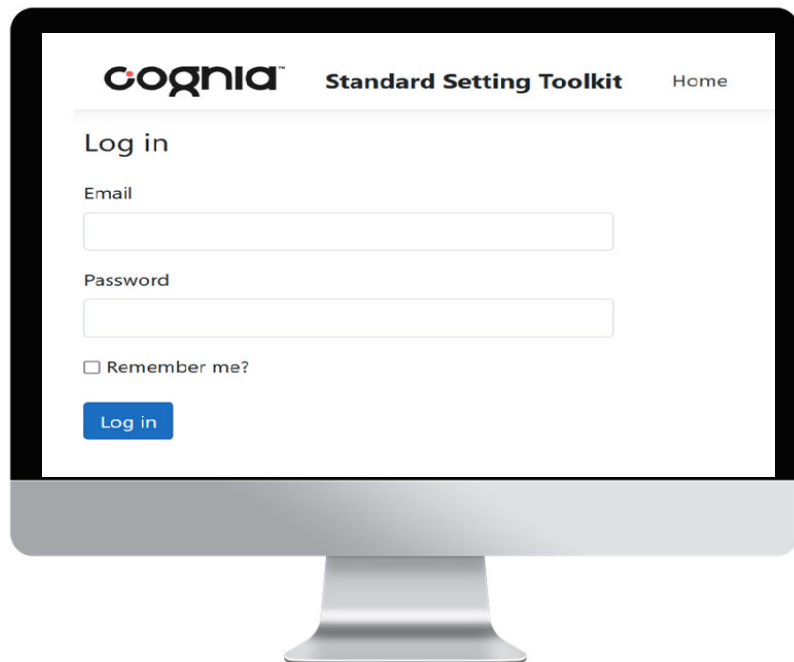 cognia™ Standard Setting Toolkit Home
Log in
Email
Password
Remember me?
Log in